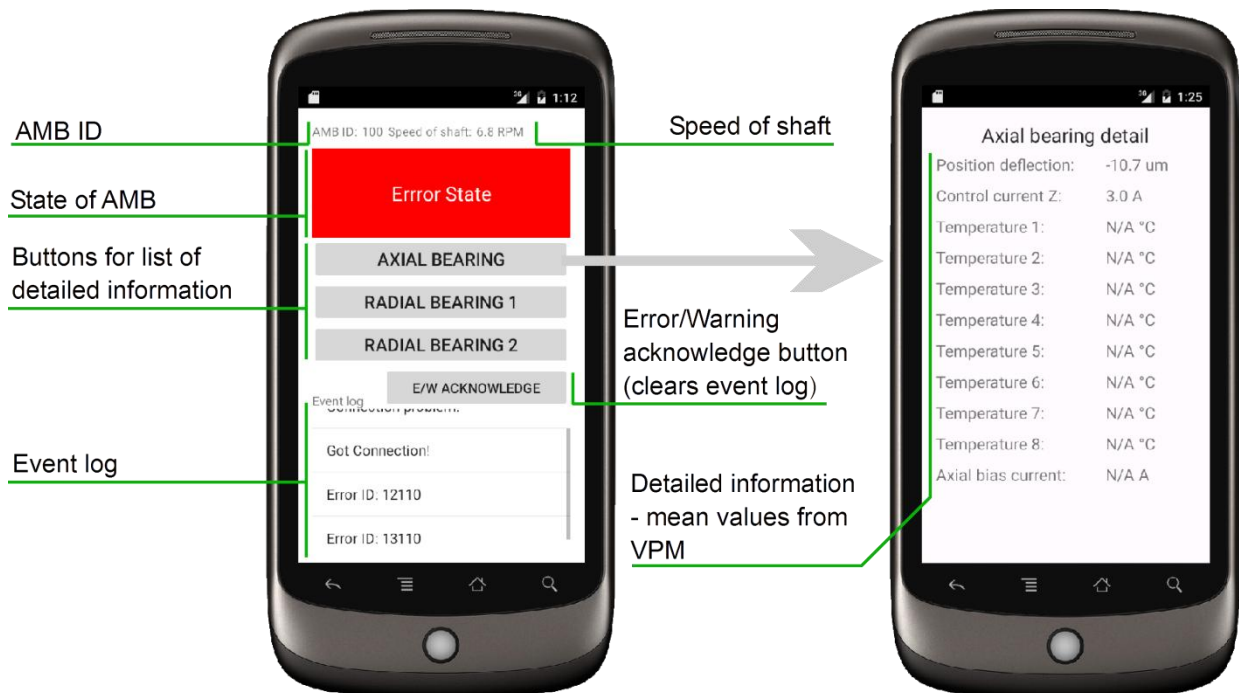 AMB ID
State of AMB
Buttons for list of
detailed information
Event log
3G 1:12
AMB ID: 100 Speed of shaft: 6.8 RPM
Errror State
AXIAL BEARING
RADIAL BEARING 1
RADIAL BEARING 2
E/W ACKNOWLEDGE
Event log
Connection problem!
Got Connection!
Error ID: 12110
Error ID: 13110
Speed of shaft
Error/Warning
acknowledge button
(clears event log)
Detailed information
- mean values from
VPM
3G 1:25
Axial bearing detail
Position deflection: -10.7 um
Control current Z: 3.0 A
Temperature 1: N/A °C
Temperature 2: N/A °C
Temperature 3: N/A °C
Temperature 4: N/A °C
Temperature 5: N/A °C
Temperature 6: N/A °C
Temperature 7: N/A °C
Temperature 8: N/A °C
Axial bias current: N/A A